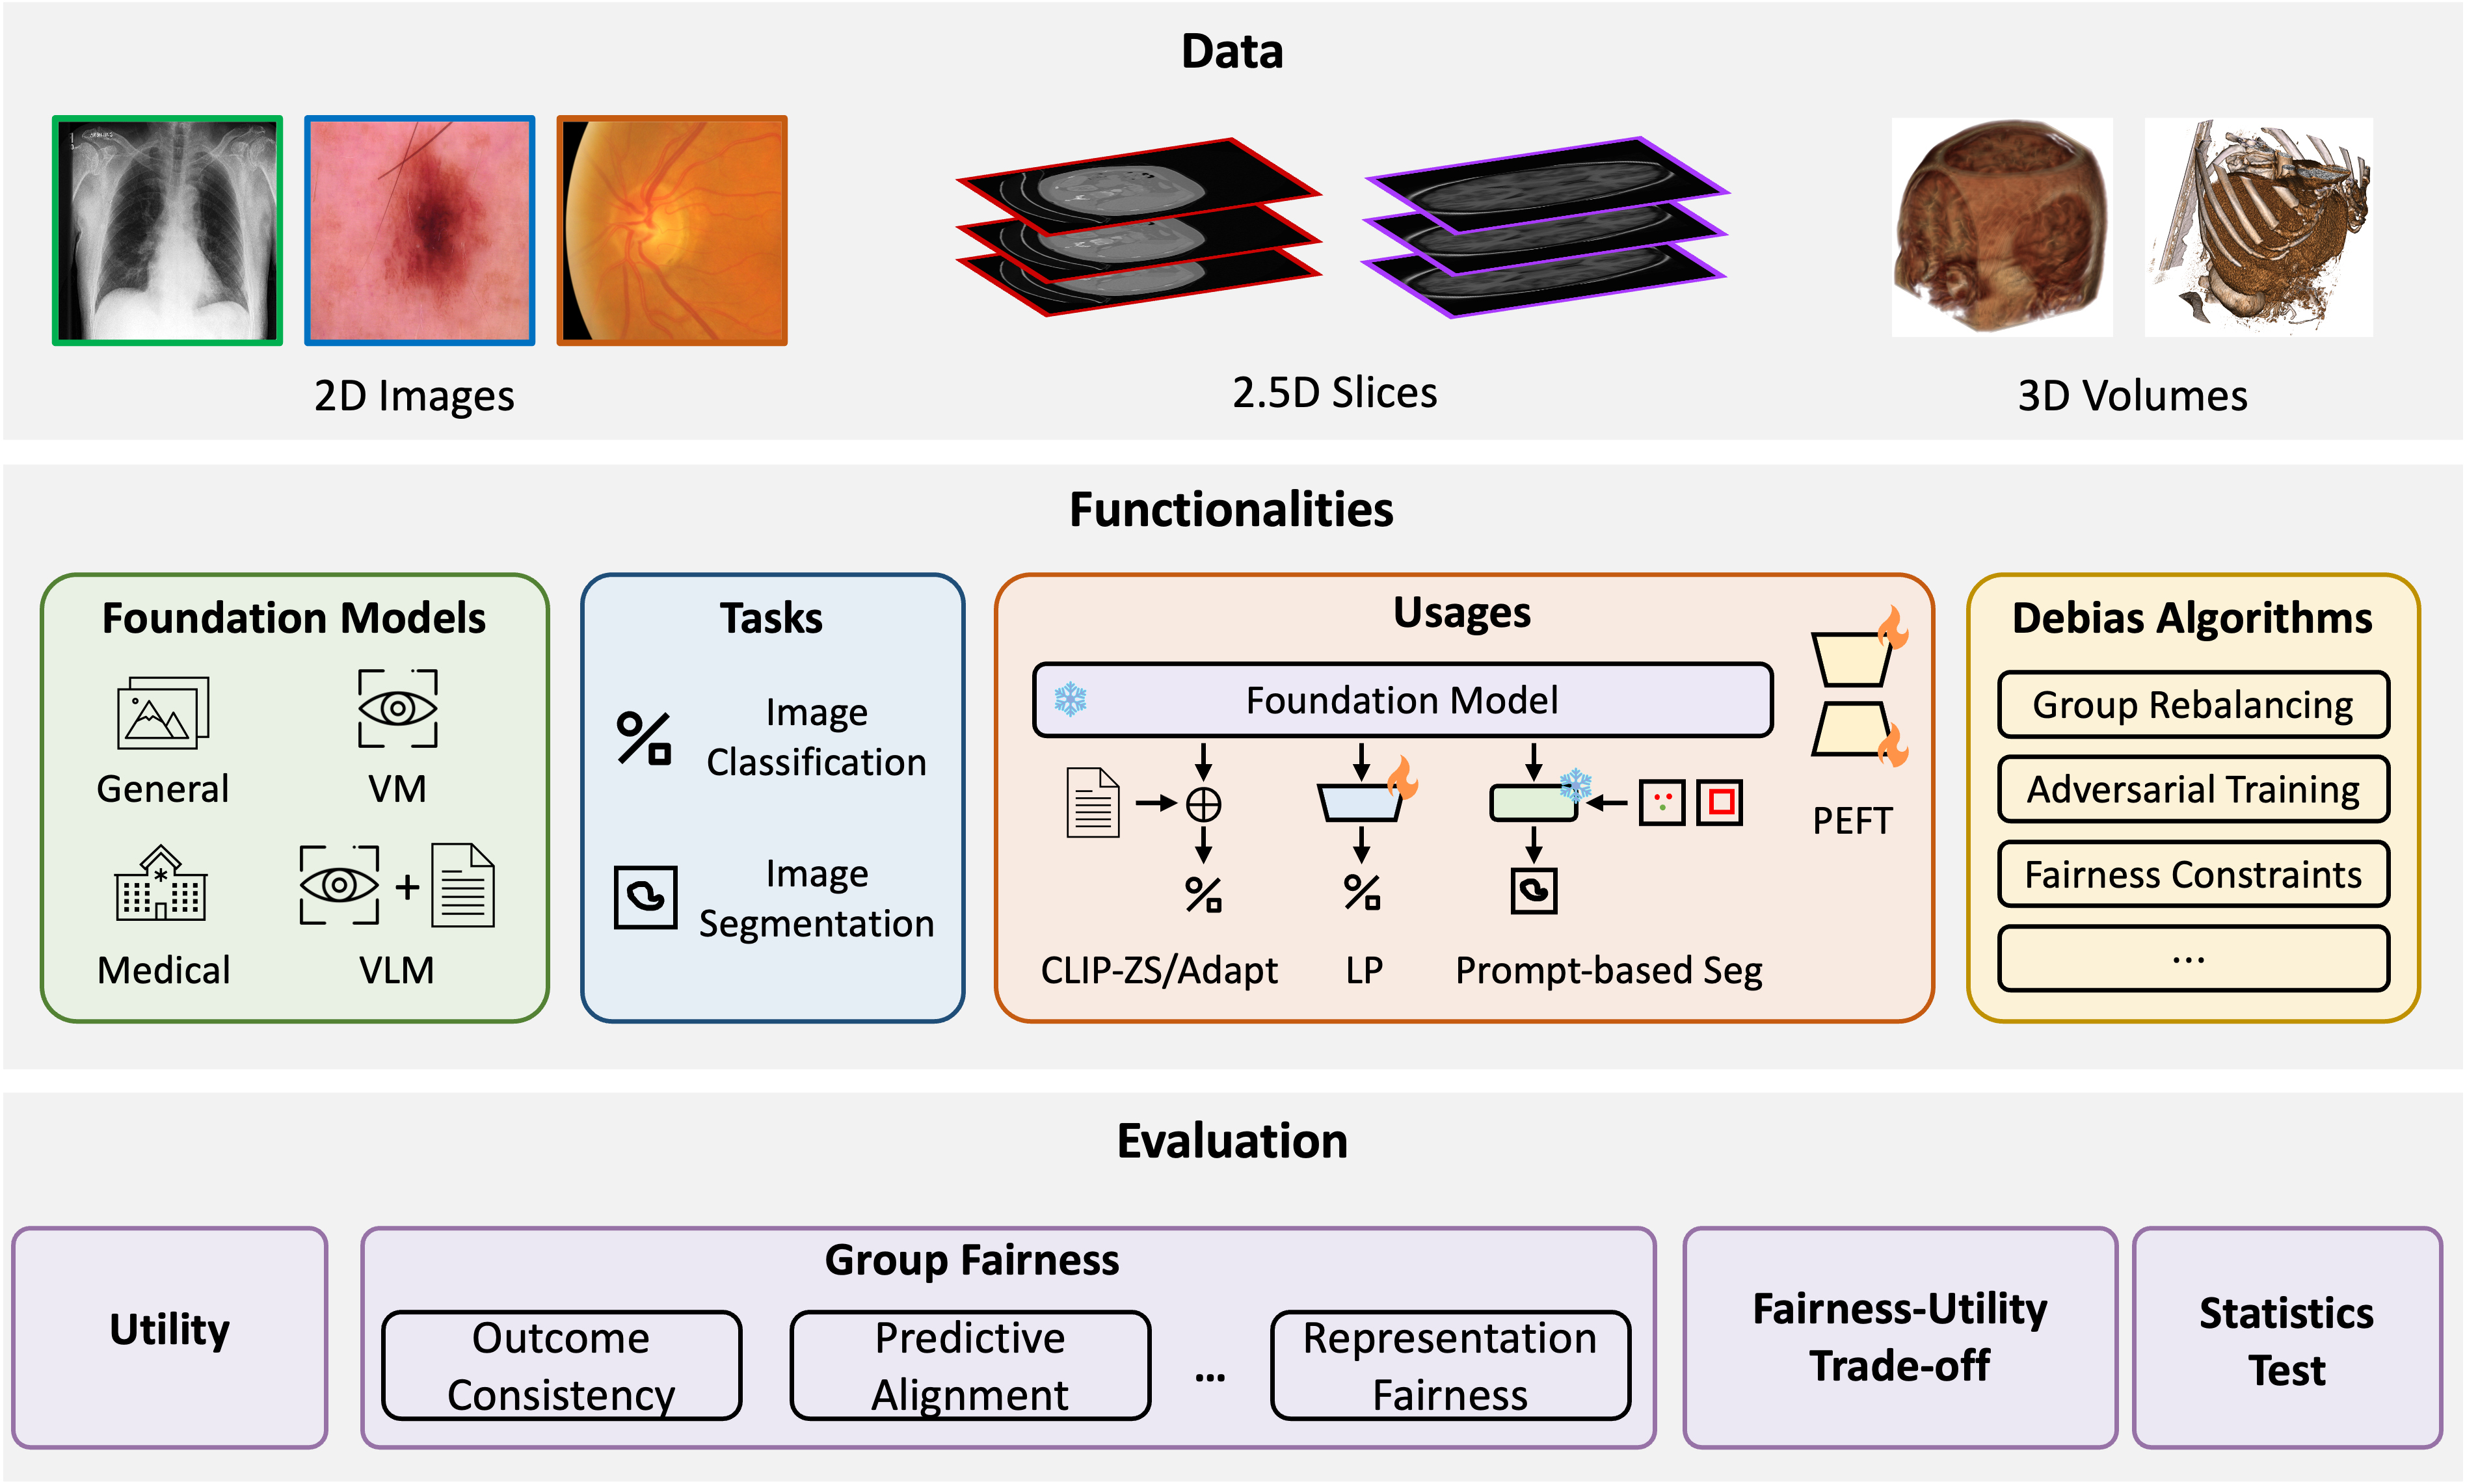 Data
2D Images
2.5D Slices
3D Volumes
Functionalities
Foundation Models
General
VM
Medical
VLM
Tasks
Image
Classification
Image
Segmentation
Usages
Foundation Model
CLIP-ZS/Adapt
LP
Prompt-based Seg
PEFT
Debias Algorithms
Group Rebalancing
Adversarial Training
Fairness Constraints
...
Evaluation
Utility
Group Fairness
Outcome
Consistency
Predictive
Alignment
...
Representation
Fairness
Fairness-Utility
Trade-off
Statistics
Test